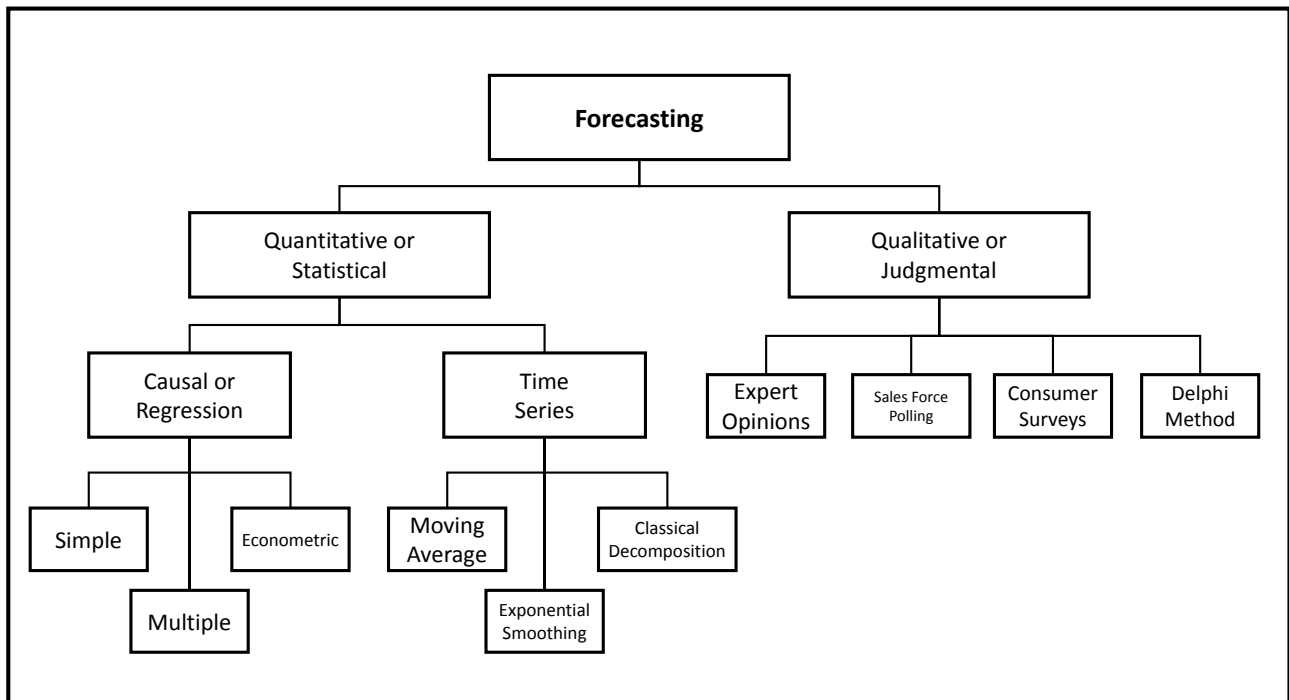 Forecasting
Quantitative or
Statistical
Qualitative or
Judgmental
Causal or
Regression
Time
Series
Expert
Opinions
Sales Force
Polling
Consumer
Surveys
Delphi
Method
Simple
Econometric
Moving
Average
Classical
Decomposition
Multiple
Exponential
Smoothing